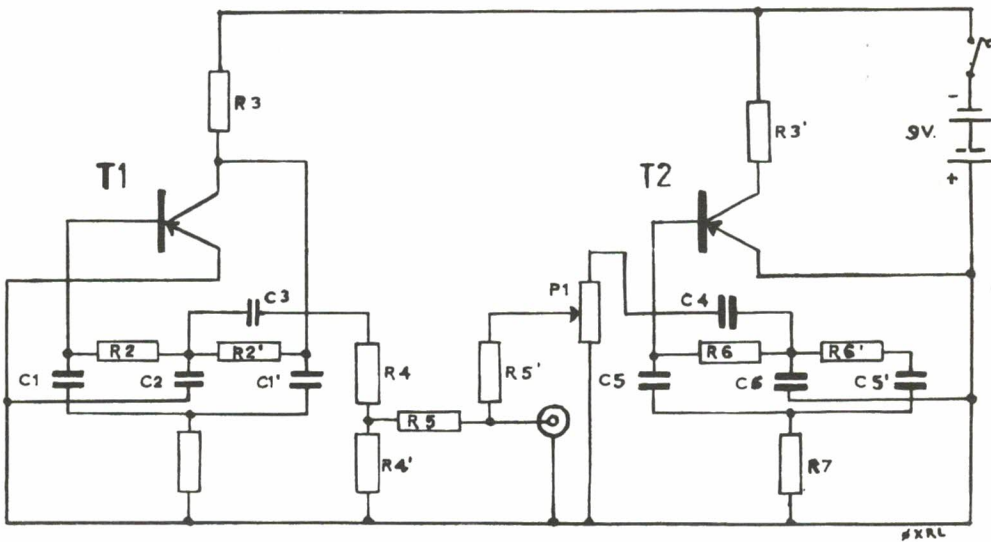 R3
R3'
9V.
-
-
+
T1
T2
C3
P1
C4
R2
R2'
R4
R5'
R6
R6'
C1
C2
C1'
C5
C6
C5'
R5
R4'
R7
ØXRL